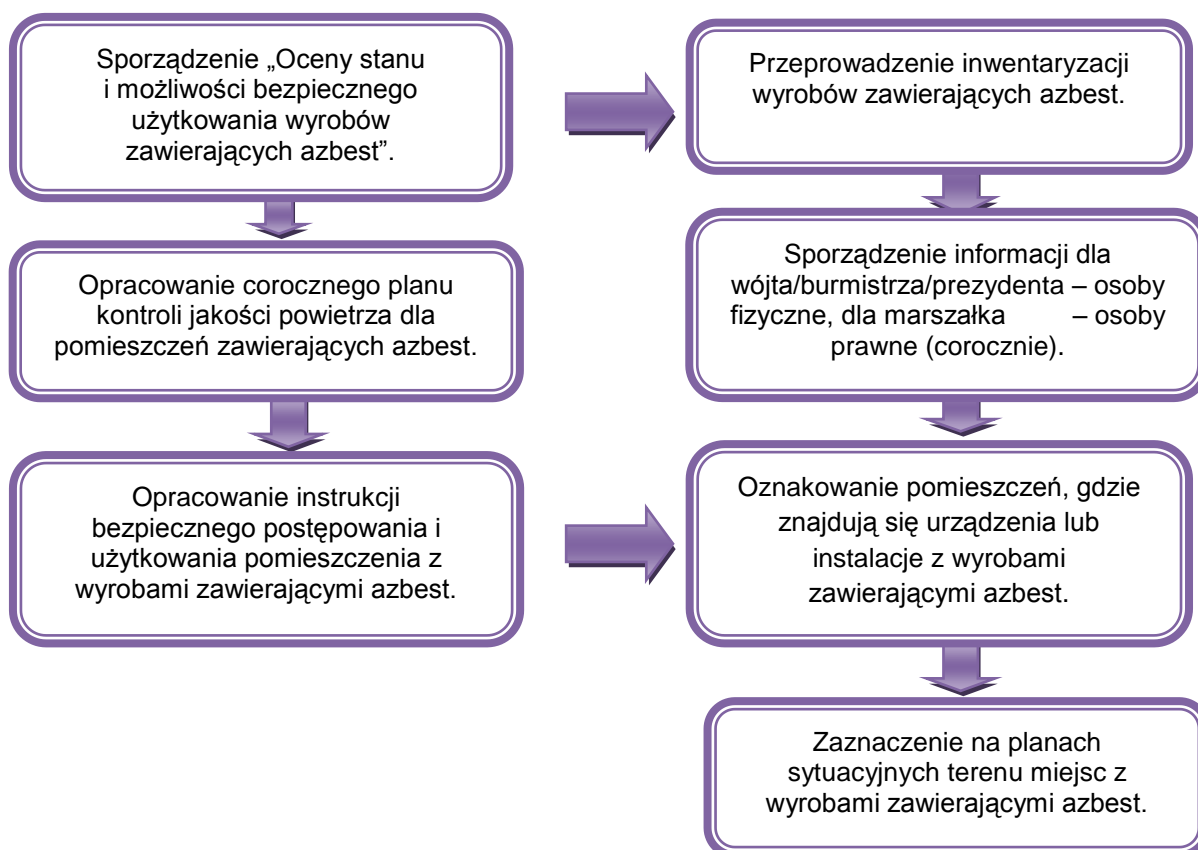 Sporządzenie „Oceny stanu
i możliwości bezpiecznego
użytkowania wyrobów
zawierających azbest”.
Przeprowadzenie inwentaryzacji
wyrobów zawierających azbest.
Opracowanie corocznego planu
kontroli jakości powietrza dla
pomieszczeń zawierających azbest.
Sporządzenie informacji dla
wójta/burmistrza/prezydenta – osoby
fizyczne, dla marszałka – osoby
prawne (corocznie).
Opracowanie instrukcji
bezpiecznego postępowania i
użytkowania pomieszczenia z
wyrobami zawierającymi azbest.
Oznakowanie pomieszczeń, gdzie
znajdują się urządzenia lub
instalacje z wyrobami
zawierającymi azbest.
Zaznaczenie na planach
sytuacyjnych terenu miejsc z
wyrobami zawierającymi azbest.